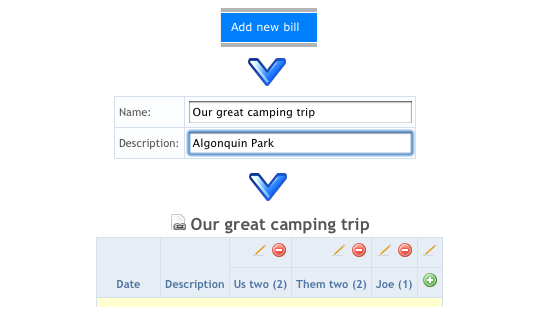 Add new bill
Name: Our great camping trip
Description: Algonquin Park
Our great camping trip
Date Description Us two (2) Them two (2) Joe (1)